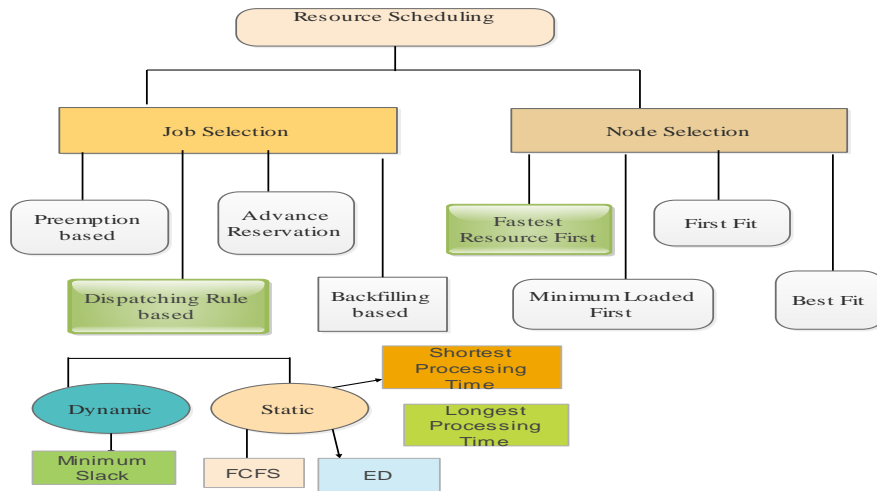 Resource Scheduling
Job Selection
Node Selection
Preemption
based
Advance
Reservation
Fastest
Resource First
First Fit
Dispatching Rule
based
Backfilling
based
Minimum Loaded
First
Best Fit
Shortest
Processing
Time
Dynamic
Static
Longest
Processing
Time
Minimum
Slack
FCFS
ED